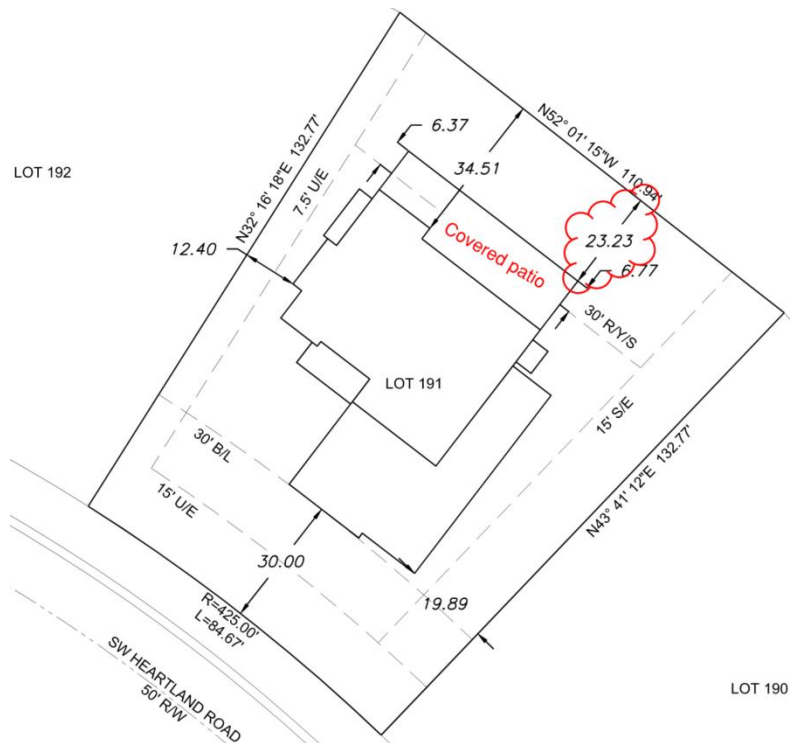 6.37
N52° 01' 15"W 110.94'
34.51
LOT 192
N32° 16' 18"E 132.77'
7.5' U/E
12.40
Covered patio
23.23
6.77
30' R/Y/S
LOT 191
15' S/E
30' B/L
15' U/E
N43° 41' 12"E 132.77'
30.00
19.89
R=425.00'
L=84.67'
SW HEARTLAND ROAD
50' R/W
LOT 190